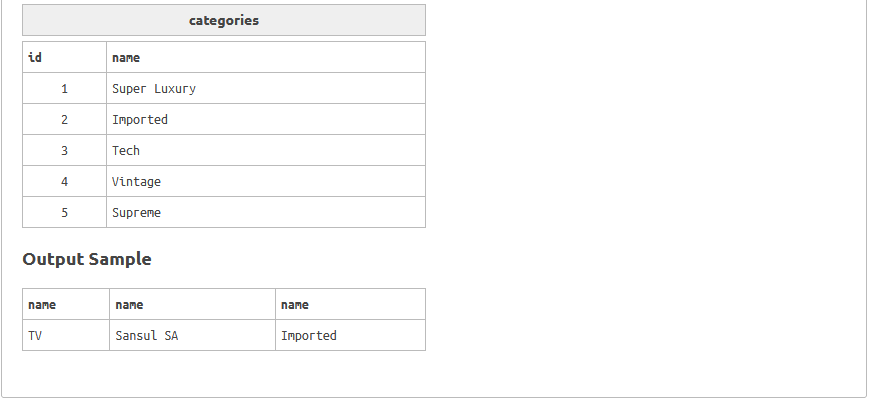 categories
id name
1 Super Luxury
2 Imported
3 Tech
4 Vintage
5 Supreme
Output Sample
name name name
TV Sansul SA Imported